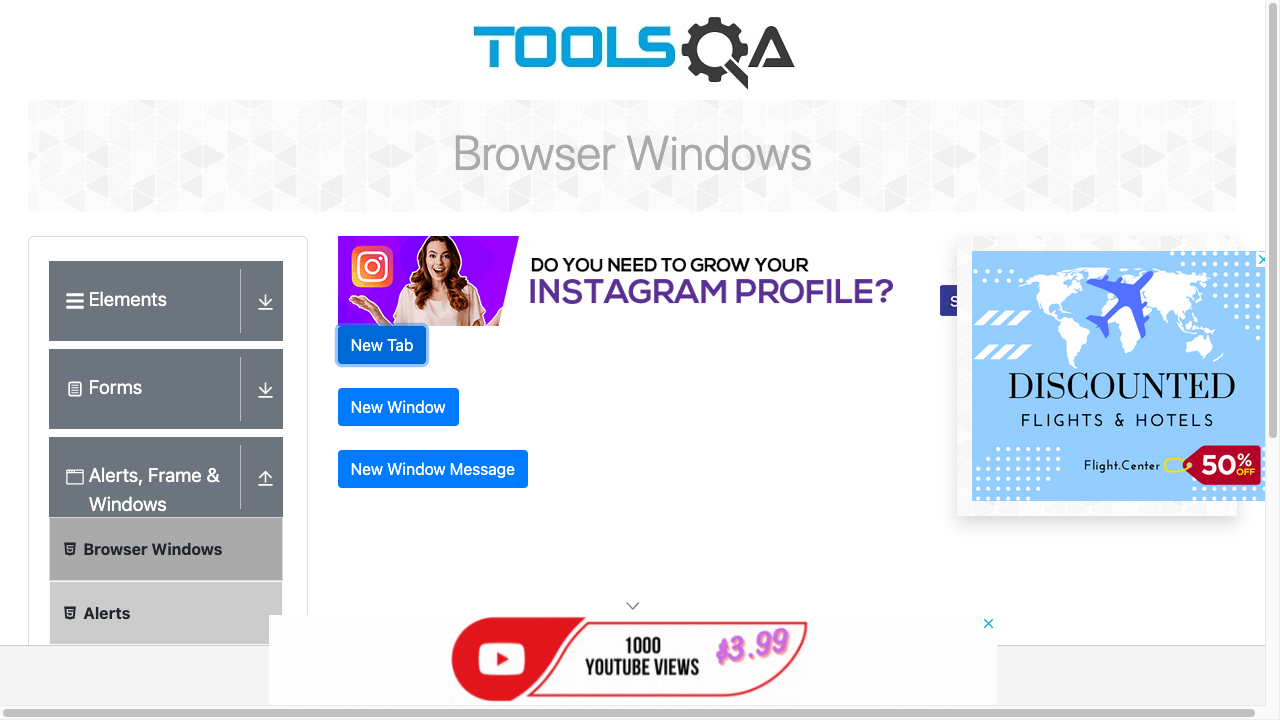 TOOLSQA
Browser Windows
Elements
Forms
Alerts, Frame &
Windows
Browser Windows
Alerts
DO YOU NEED TO GROW YOUR
INSTAGRAM PROFILE?
S
New Tab
New Window
New Window Message
DISCOUNTED
FLIGHTS & HOTELS
Flight.Center
50% OFF
1000
YOUTUBE VIEWS
$3.99